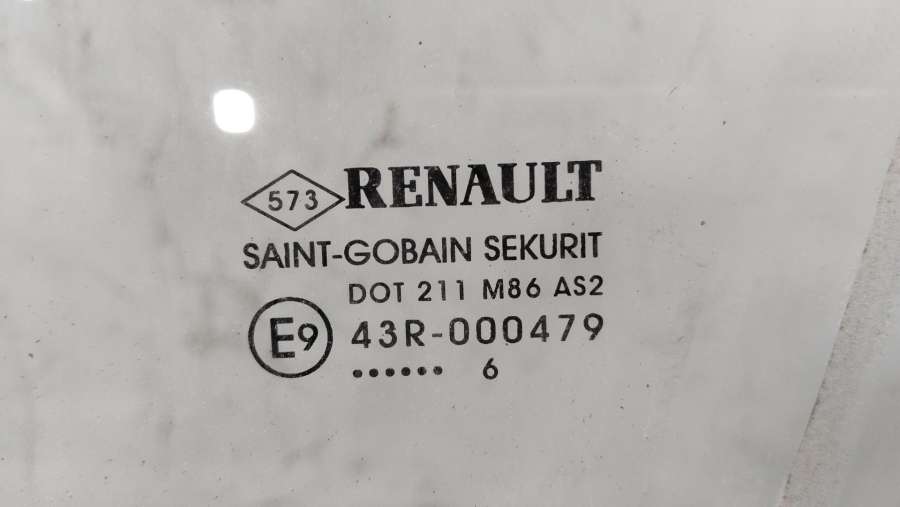 573 RENAULT
SAINT-GOBAIN SEKURIT
DOT 211 M86 AS2
E9 43R-000479
•••••• 6